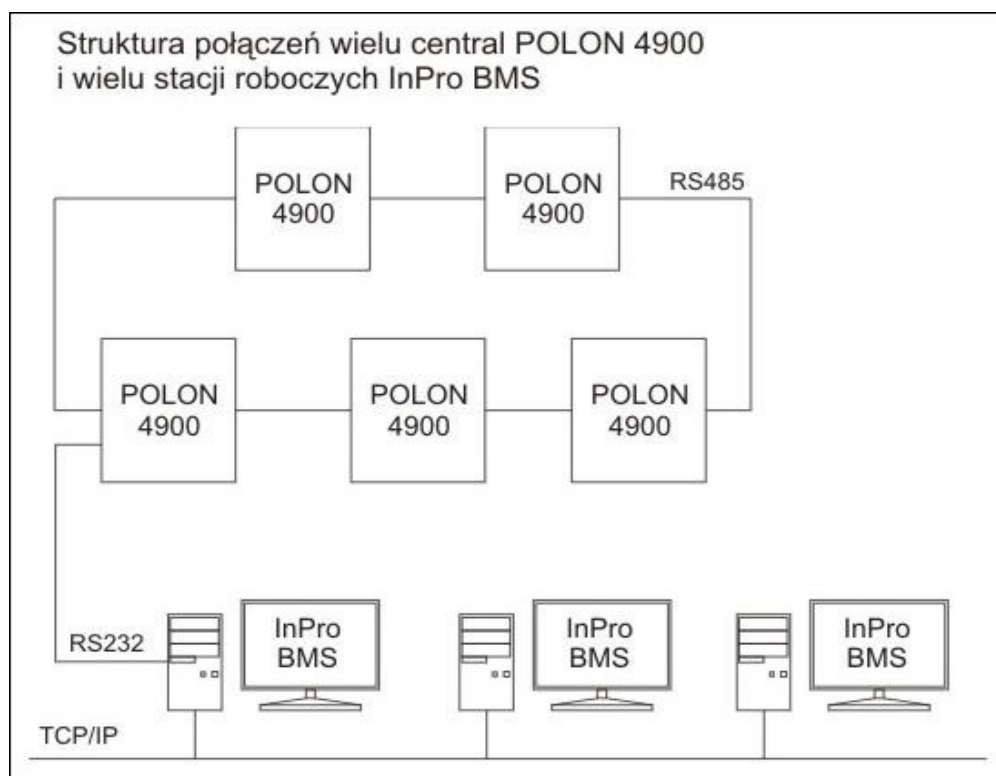 Struktura połączeń wielu central POLON 4900
i wielu stacji roboczych InPro BMS
POLON
4900
POLON
4900
RS485
POLON
4900
POLON
4900
POLON
4900
RS232
InPro
BMS
InPro
BMS
InPro
BMS
TCP/IP